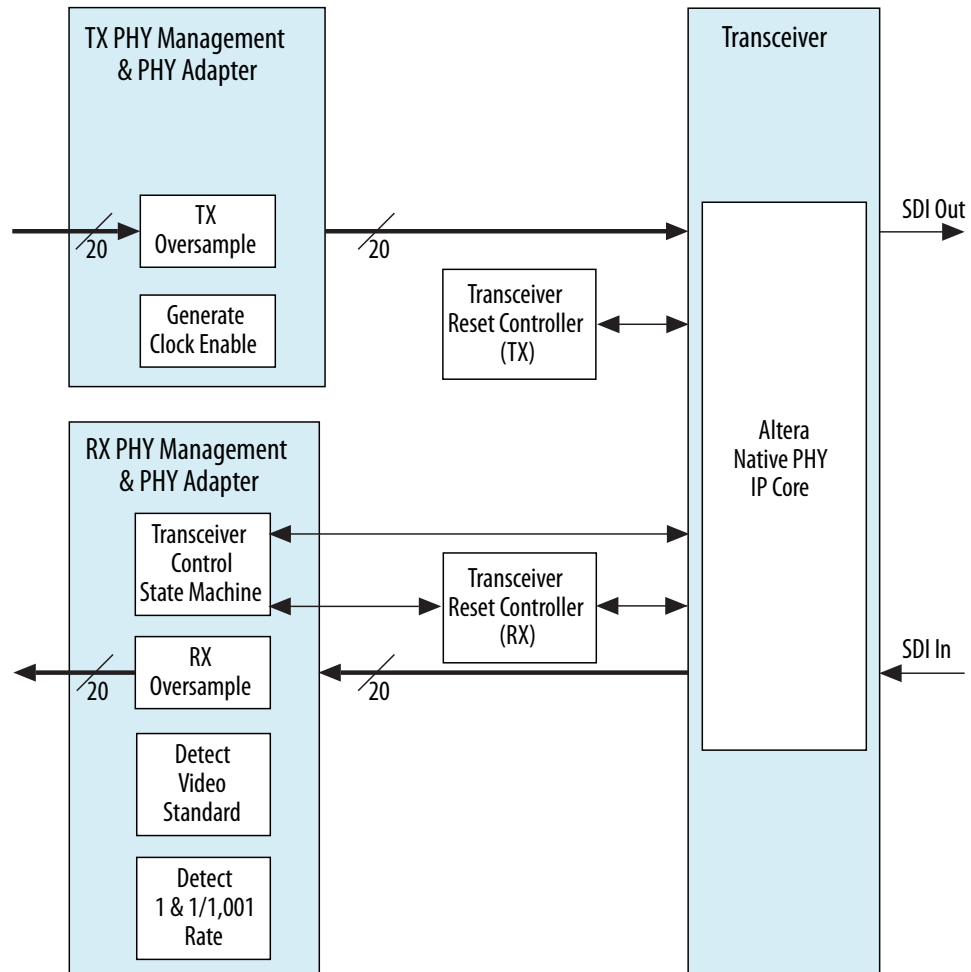 TX PHY Management
& PHY Adapter
20
TX
Oversample
Generate
Clock Enable
20
Transceiver
Reset Controller
(TX)
Transceiver
Altera
Native PHY
IP Core
SDI Out
SDI In
RX PHY Management
& PHY Adapter
Transceiver
Control
State Machine
Transceiver
Reset Controller
(RX)
20
RX
Oversample
20
Detect
Video
Standard
Detect
1 & 1/1,001
Rate